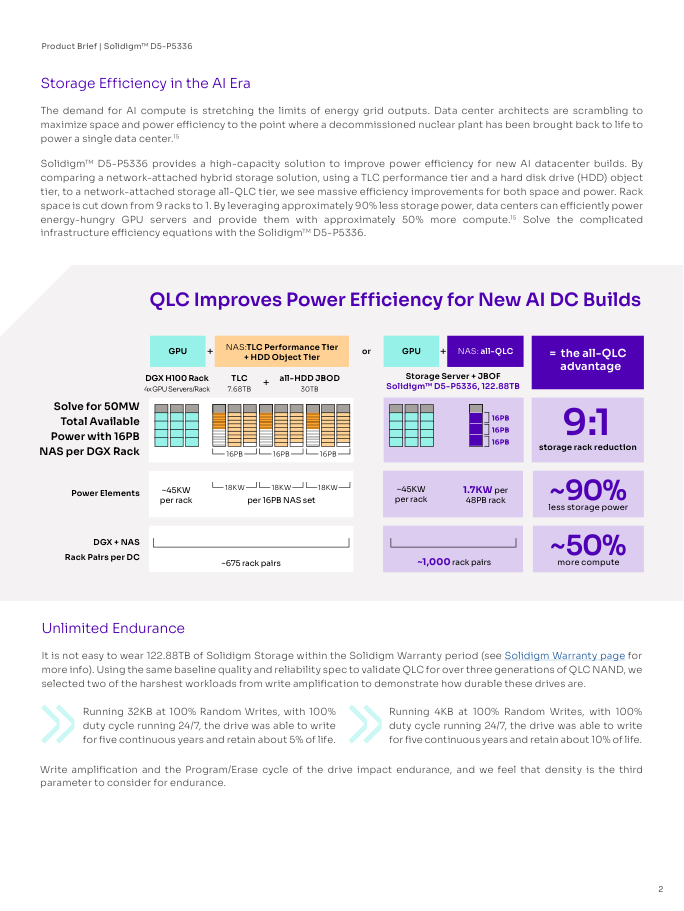 Product Brief | Solidigm™ D5-P5336
Storage Efficiency in the AI Era
The demand for AI compute is stretching the limits of energy grid outputs. Data center architects are scrambling to
maximize space and power efficiency to the point where a decommissioned nuclear plant has been brought back to life to
power a single data center.¹⁵
Solidigm™ D5-P5336 provides a high-capacity solution to improve power efficiency for new AI datacenter builds. By
comparing a network-attached hybrid storage solution, using a TLC performance tier and a hard disk drive (HDD) object
tier, to a network-attached storage all-QLC tier, we see massive efficiency improvements for both space and power. Rack
space is cut down from 9 racks to 1. By leveraging approximately 90% less storage power, data centers can efficiently power
energy-hungry GPU servers and provide them with approximately 50% more compute.¹⁵ Solve the complicated
infrastructure efficiency equations with the Solidigm™ D5-P5336.
QLC Improves Power Efficiency for New AI DC Builds
GPU + NAS:TLC Performance Tier
+ HDD Object Tier
or
GPU + NAS: all-QLC
= the all-QLC
advantage
DGX H100 Rack
4xGPU Servers/Rack
TLC
7.68TB
+
all-HDD JBOD
30TB
Storage Server + JBOF
Solidigm™ D5-P5336, 122.88TB
Solve for 50MW
Total Available
Power with 16PB
NAS per DGX Rack
16PB 16PB 16PB
16PB
16PB
16PB
9:1
storage rack reduction
Power Elements
~45KW
per rack
18KW 18KW 18KW
per 16PB NAS set
~45KW
per rack
1.7KW per
48PB rack
~90%
less storage power
DGX + NAS
Rack Pairs per DC
~675 rack pairs
~1,000 rack pairs
~50%
more compute
Unlimited Endurance
It is not easy to wear 122.88TB of Solidigm Storage within the Solidigm Warranty period (see Solidigm Warranty page for
more info). Using the same baseline quality and reliability spec to validate QLC for over three generations of QLC NAND, we
selected two of the harshest workloads from write amplification to demonstrate how durable these drives are.
Running 32KB at 100% Random Writes, with 100%
duty cycle running 24/7, the drive was able to write
for five continuous years and retain about 5% of life.
Running 4KB at 100% Random Writes, with 100%
duty cycle running 24/7, the drive was able to write
for five continuous years and retain about 10% of life.
Write amplification and the Program/Erase cycle of the drive impact endurance, and we feel that density is the third
parameter to consider for endurance.
2